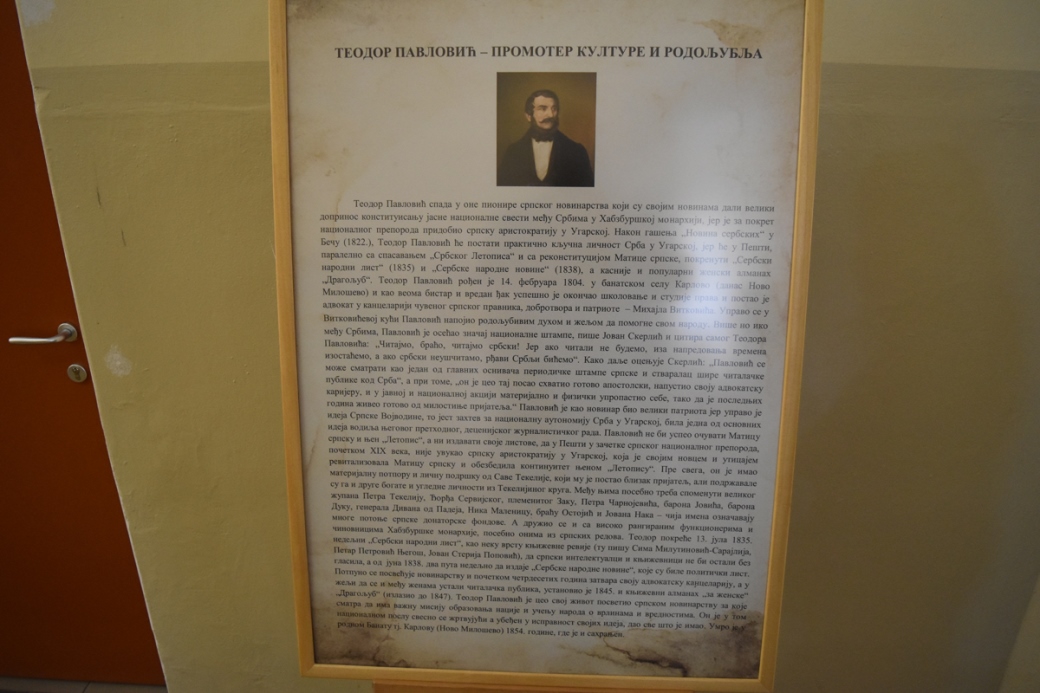 ТЕОДОР ПАВЛОВИЋ – ПРОМОТЕР КУЛТУРЕ И РОДОЉУБЉА
Теодор Павловић спада у оне пионире српског новинарства који су својим новинама дали велики
допринос конституисању јасне националне свести међу Србима у Хабзбуршкој монархији, јер је за покрет
националног препорода придобио српску аристократију у Угарској. Након гашења „Новина сербских“ у
Бечу (1822.), Теодор Павловић ће постати практично кључна личност Срба у Угарској, јер ће у Пешти,
паралелно са спасавањем „Србског Летописа“ и са реконституцијом Матице српске, покренути „Сербски
народни лист“ (1835) и „Сербске народне новине“ (1838), а касније и популарни женски алманах
„Драгољуб“. Теодор Павловић рођен је 14. фебруара 1804. у банатском селу Карлово (данас Ново
Милошево) и као веома бистар и вредан ђак успешно је окончао школовање и студије права и постао је
адвокат у канцеларији чувеног српског правника, добротвора и патриоте – Михајла Витковића. Управо се у
Витковићевој кући Павловић напојио родољубивим духом и жељом да помогне свом народу. Више но ико
међу Србима, Павловић је осећао значај националне штампе, пише Јован Скерлић и цитира самог Теодора
Павловића: „Читајмо, браћо, читајмо србски! Јер ако читали не будемо, иза напредовања времена
изостаћемо, а ако србски неушчитамо, рђави Србљи бићемо“. Како даље оцењује Скерлић: „Павловић се
може сматрати као један од главних оснивача периодичке штампе српске и стваралац шире читалачке
публике код Срба“, а при томе, „он је цео тај посао схватио готово апостолски, напустио своју адвокатску
каријеру, и у јавној и националној акцији материјално и физички упропастио себе, тако да је последњих
година живео готово од милостиње пријатеља.“ Павловић је као новинар био велики патриота јер управо је
идеја Српске Војводине, то јест захтев за националну аутономију Срба у Угарској, била једна од основних
идеја водиља његовог претходног, деценијског журналистичког рада. Павловић не би успео очувати Матицу
српску и њен „Летопис“, а ни издавати своје листове, да у Пешти у зачетке српског националног препорода,
почетком XIX века, није увукао српску аристократију у Угарској, која је својим новцем и утицајем
ревитализовала Матицу српску и обезбедила континуитет њеном „Летопису“. Пре свега, он је имао
материјалну потпору и личну подршку од Саве Текелије, који му је постао близак пријатељ, али подржавале
су га и друге богате и угледне личности из Текелијиног круга. Међу њима посебно треба споменути великог
жупана Петра Текелију, Ђорђа Сервијског, племенитог Заку, Петра Чарнојевића, барона Јовића, барона
Дуку, генерала Дивана од Падеја, Ника Маленицу, браћу Остојић и Јована Нака – чија имена означавају
многе потоње српске донаторске фондове. А дружио се и са високо рангираним функционерима и
чиновницима Хабзбуршке монархије, посебно онима из српских редова. Теодор покреће 13. јула 1835.
недељни „Сербски народни лист“, као неку врсту књижевне ревије (ту пишу Сима Милутиновић-Сарајлија,
Петар Петровић Његош, Јован Стерија Поповић), да српски интелектуалци и књижевници не би остали без
гласила, а од јуна 1838. два пута недељно да издаје „Сербске народне новине“, које су биле политички лист.
Потпуно се посвећује новинарству и почетком четрдесетих година затвара своју адвокатску канцеларију, а у
жељи да се и међу женама устали читалачка публика, установио је 1845. и књижевни алманах „за женске“
„Драгољуб“ (излазио до 1847). Теодор Павловић је цео свој живот посветио српском новинарству за које
сматра да има важну мисију образовања нације и учењу народа о врлинама и вредностима. Он је у том
националном послу свесно се жртвујући а убеђен у исправност својих идеја, дао све што је имао. Умро је у
родном Банату тј. Карлову (Ново Милошево) 1854. године, где је и сахрањен.